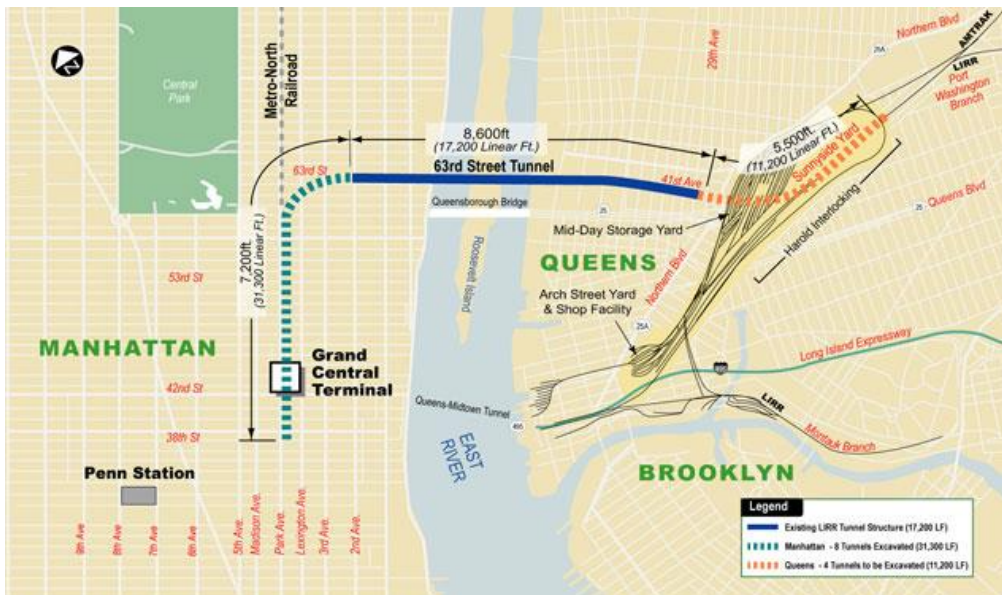 Central
Park
Metro-North
Railroad
29th Ave.
Northern Blvd
25A
AMTRAK
LIRR
Port
Washington
Branch
8,600ft
(17,200 Linear Ft.)
63rd Street Tunnel
5,500ft
(11,200 Linear Ft.)
Sunnyside Yard
63rd St
41st Ave
Queensborough Bridge
25
25
Queens Blvd
Mid-Day Storage Yard
Harold Interlocking
7,200ft.
(31,300 Linear Ft.)
53rd St
Roosevelt Island
QUEENS
Northern Blvd
Arch Street Yard
& Shop Facility
25A
MANHATTAN
Grand
Central
Terminal
Long Island Expressway
495
42nd St
Queens-Midtown Tunnel
495
LIRR
38th St
EAST
RIVER
Montauk Branch
Penn Station
BROOKLYN
9th Ave
8th Ave
7th Ave
6th Ave
5th Ave.
Madison Ave.
Park Ave.
Lexington Ave.
3rd Ave
2nd Ave.
Legend
Existing LIRR Tunnel Structure (17,200 LF)
Manhattan - 8 Tunnels Excavated (31,300 LF)
Queens - 4 Tunnels to be Excavated (11,200 LF)